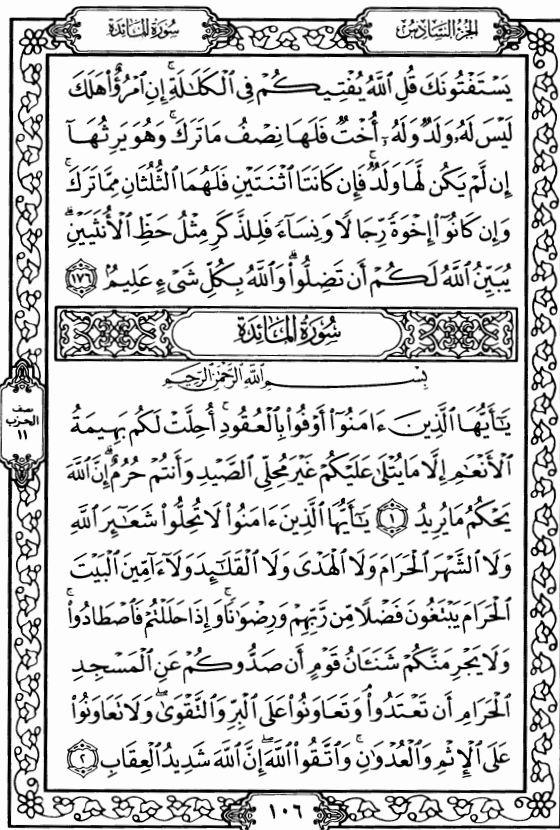 الجزء السادس
سورة المائدة
يَسْتَفْتُونَكَ قُلِ ٱللَّهُ يُفْتِيكُمْ فِى ٱلْكَلَٰلَةِ ۚ إِنِ ٱمْرُؤٌا۟ هَلَكَ
لَيْسَ لَهُۥ وَلَدٌ وَلَهُۥٓ أُخْتٌ فَلَهَا نِصْفُ مَا تَرَكَ ۚ وَهُوَ يَرِثُهَآ
إِن لَّمْ يَكُن لَّهَا وَلَدٌ ۚ فَإِن كَانَتَا ٱثْنَتَيْنِ فَلَهُمَا ٱلثُّلُثَانِ مِمَّا تَرَكَ ۚ
وَإِن كَانُوٓا۟ إِخْوَةً رِّجَالًا وَنِسَآءً فَلِلذَّكَرِ مِثْلُ حَظِّ ٱلْأُنثَيَيْنِ ۗ
يُبَيِّنُ ٱللَّهُ لَكُمْ أَن تَضِلُّوا۟ ۗ وَٱللَّهُ بِكُلِّ شَىْءٍ عَلِيمٌۢ ١٧٦
سُورَةُ المَائِدَةِ
بِسْمِ ٱللَّهِ ٱلرَّحْمَٰنِ ٱلرَّحِيمِ
يَٰٓأَيُّهَا ٱلَّذِينَ ءَامَنُوٓا۟ أَوْفُوا۟ بِٱلْعُقُودِ ۚ أُحِلَّتْ لَكُم بَهِيمَةُ
ٱلْأَنْعَٰمِ إِلَّا مَا يُتْلَىٰ عَلَيْكُمْ غَيْرَ مُحِلِّى ٱلصَّيْدِ وَأَنتُمْ حُرُمٌ ۗ إِنَّ ٱللَّهَ
يَحْكُمُ مَا يُرِيدُ ١ يَٰٓأَيُّهَا ٱلَّذِينَ ءَامَنُوا۟ لَا تُحِلُّوا۟ شَعَٰٓئِرَ ٱللَّهِ
وَلَا ٱلشَّهْرَ ٱلْحَرَامَ وَلَا ٱلْهَدْىَ وَلَا ٱلْقَلَٰٓئِدَ وَلَآ ءَآمِّينَ ٱلْبَيْتَ
ٱلْحَرَامَ يَبْتَغُونَ فَضْلًا مِّن رَّبِّهِمْ وَرِضْوَٰنًا ۚ وَإِذَا حَلَلْتُمْ فَٱصْطَادُوا۟ ۚ
وَلَا يَجْرِمَنَّكُمْ شَنَـَٔانُ قَوْمٍ أَن صَدُّوكُمْ عَنِ ٱلْمَسْجِدِ
ٱلْحَرَامِ أَن تَعْتَدُوا۟ ۘ وَتَعَاوَنُوا۟ عَلَى ٱلْبِرِّ وَٱلتَّقْوَىٰ ۖ وَلَا تَعَاوَنُوا۟
عَلَى ٱلْإِثْمِ وَٱلْعُدْوَٰنِ ۚ وَٱتَّقُوا۟ ٱللَّهَ ۖ إِنَّ ٱللَّهَ شَدِيدُ ٱلْعِقَابِ ٢
نصف
الحزب
١١
١٠٦